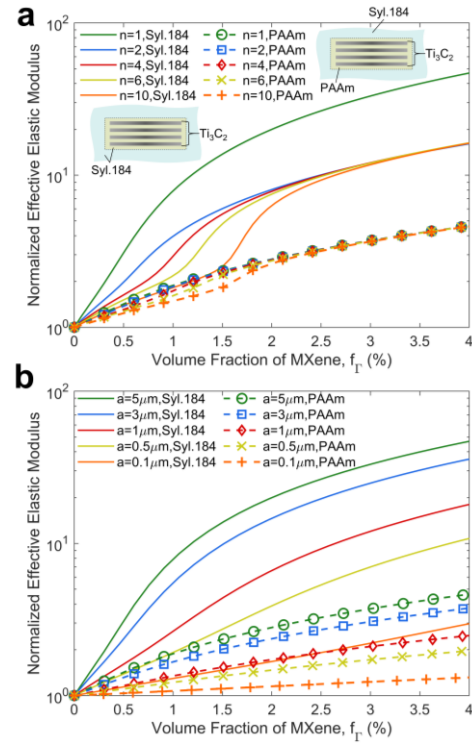 a
n=1,Syl.184
n=2,Syl.184
n=4,Syl.184
n=6,Syl.184
n=10,Syl.184
n=1,PAAm
n=2,PAAm
n=4,PAAm
n=6,PAAm
n=10,PAAm
Syl.184
Ti₃C₂
PAAm
Ti₃C₂
Syl.184
Normalized Effective Elastic Modulus
10²
10¹
10⁰
0 0.5 1 1.5 2 2.5 3 3.5 4
Volume Fraction of MXene, f_Γ (%)
b
a=5μm,Syl.184
a=3μm,Syl.184
a=1μm,Syl.184
a=0.5μm,Syl.184
a=0.1μm,Syl.184
a=5μm,PAAm
a=3μm,PAAm
a=1μm,PAAm
a=0.5μm,PAAm
a=0.1μm,PAAm
Normalized Effective Elastic Modulus
10²
10¹
10⁰
0 0.5 1 1.5 2 2.5 3 3.5 4
Volume Fraction of MXene, f_Γ (%)